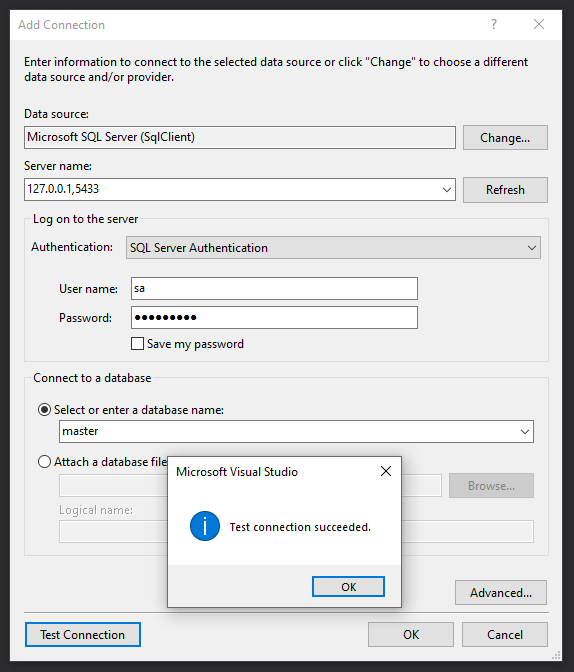 Add Connection
?
Enter information to connect to the selected data source or click "Change" to choose a different
data source and/or provider.
Data source:
Microsoft SQL Server (SqlClient)
Change...
Server name:
127.0.0.1,5433
Refresh
Log on to the server
Authentication:
SQL Server Authentication
User name:
sa
Password:
●●●●●●●●●
Save my password
Connect to a database
Select or enter a database name:
master
Attach a database file
Browse...
Logical name:
Microsoft Visual Studio
Test connection succeeded.
OK
Advanced...
Test Connection
OK
Cancel